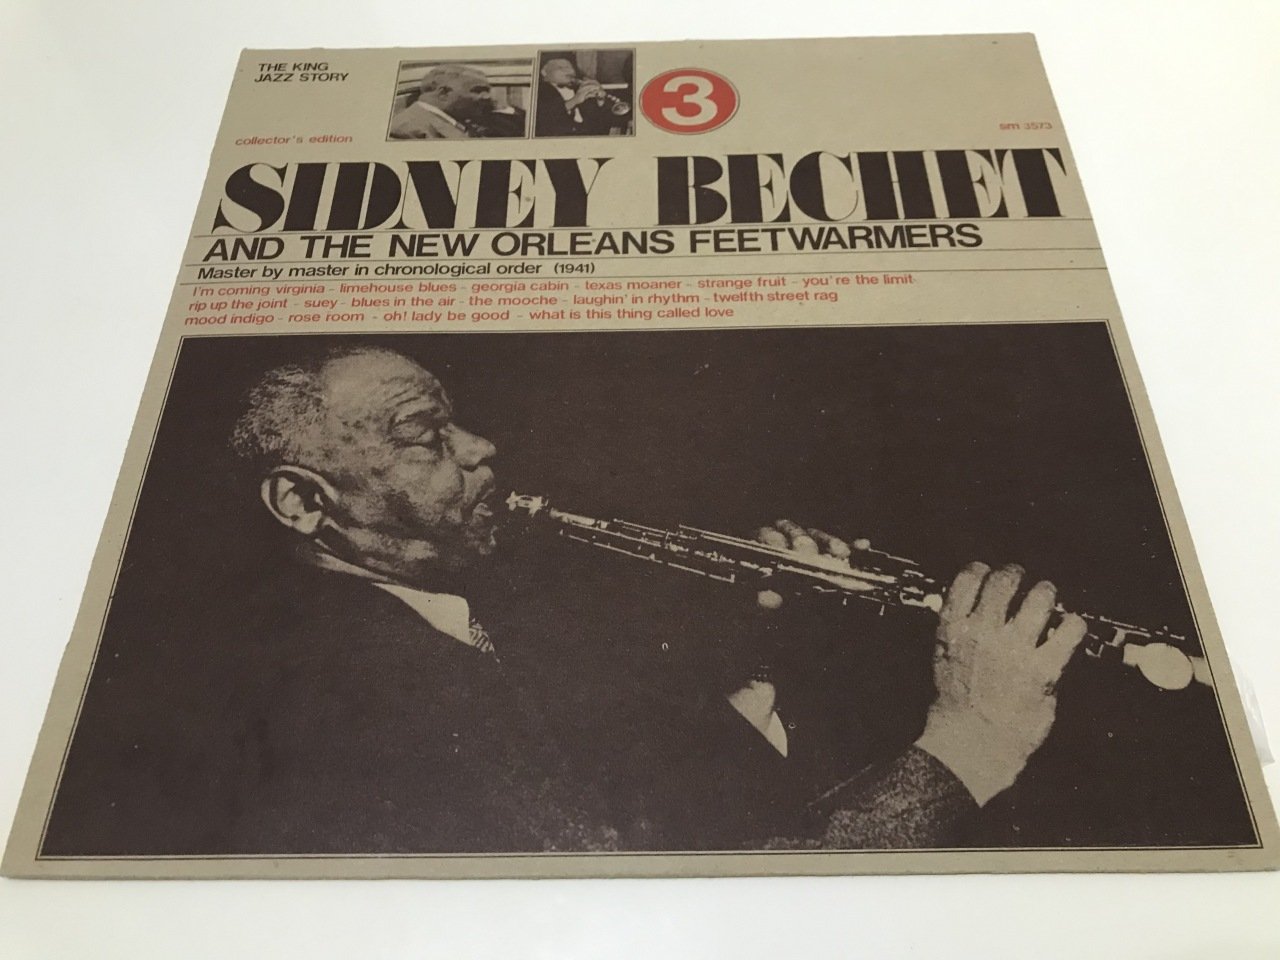 THE KING
JAZZ STORY
3
collector's edition
sm 3573
SIDNEY BECHET
AND THE NEW ORLEANS FEETWARMERS
Master by master in chronological order (1941)
I'm coming virginia - limehouse blues - georgia cabin - texas moaner - strange fruit - you're the limit
rip up the joint - suey - blues in the air - the mooche - laughin' in rhythm - twelfth street rag
mood indigo - rose room - oh! lady be good - what is this thing called love